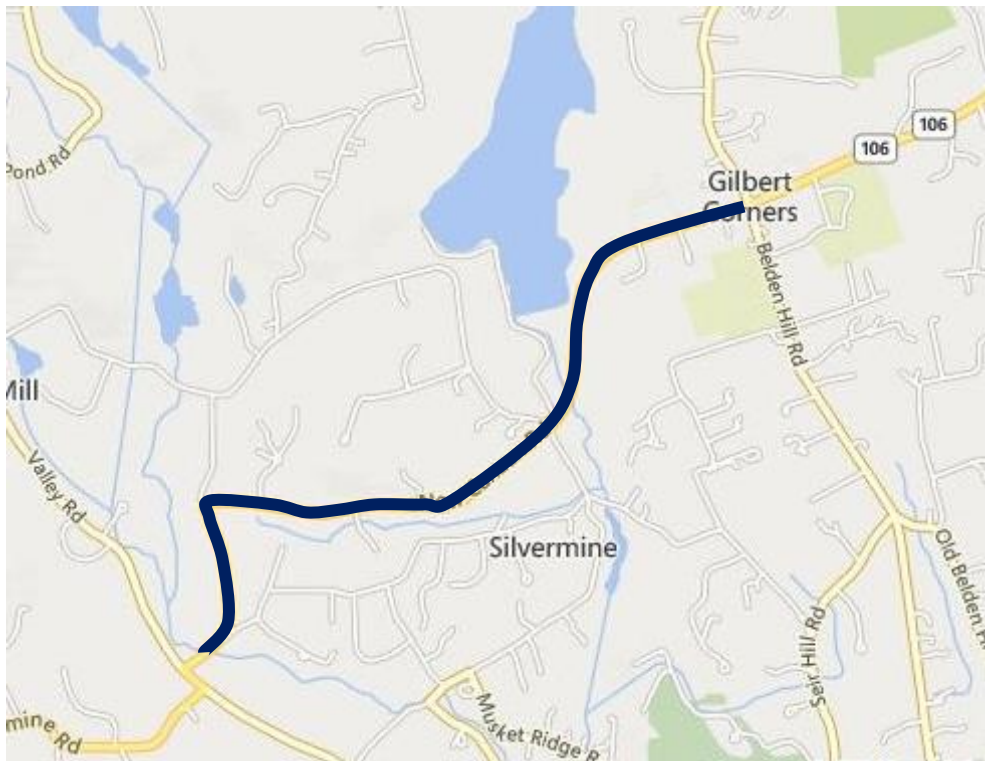 106
106
Pond Rd
Gilbert
Corners
Belden Hill Rd
Mill
Valley Rd
Silvermine
Old Belden H
Seir Hill Rd
mine Rd
Musket Ridge R